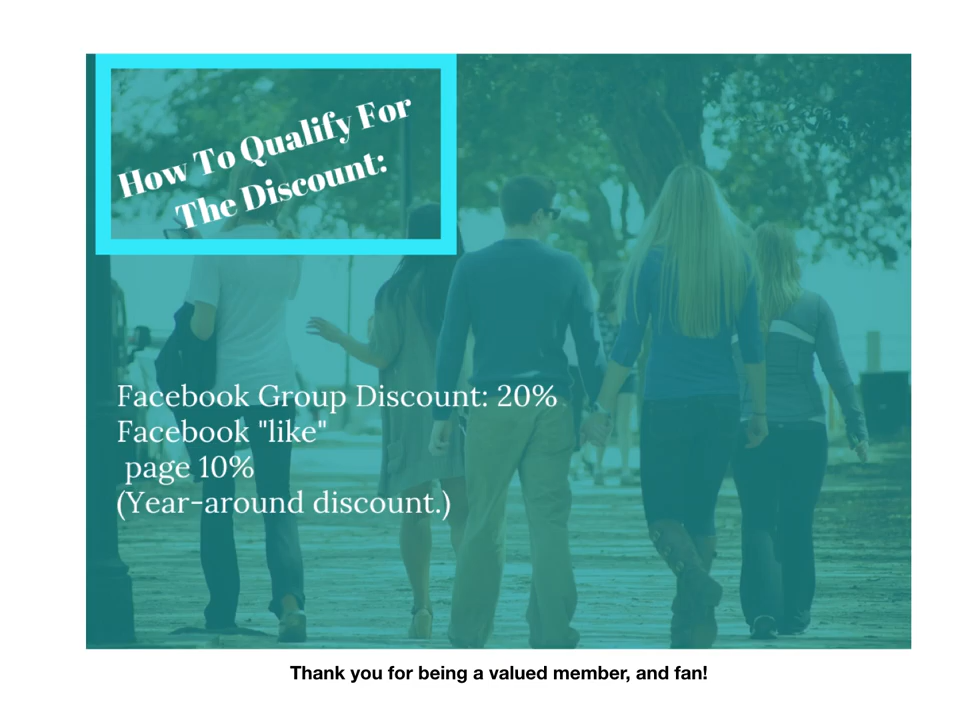 How To Qualify For
The Discount:
Facebook Group Discount: 20%
Facebook "like"
page 10%
(Year-around discount.)
Thank you for being a valued member, and fan!